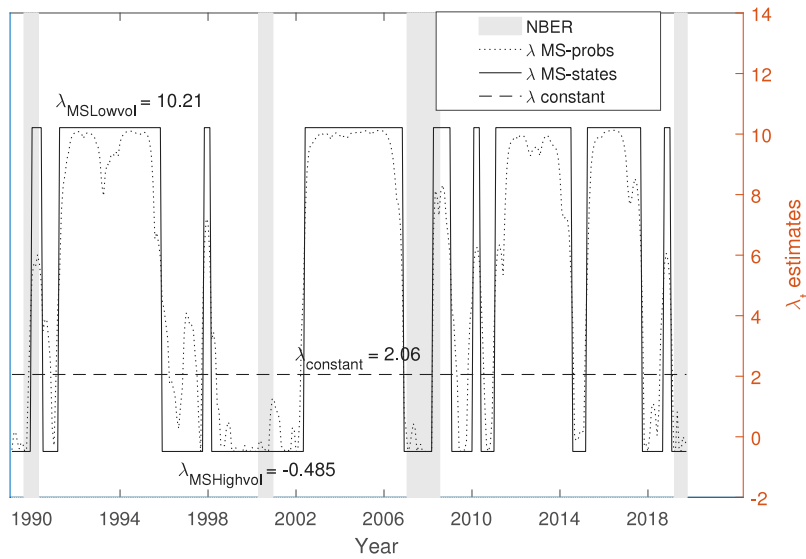 NBER
λ MS-probs
λ MS-states
λ constant
λMSLowvol = 10.21
λconstant = 2.06
λMSHighvol = -0.485
14
12
10
8
6
4
2
0
-2
λt estimates
1990
1994
1998
2002
2006
2010
2014
2018
Year